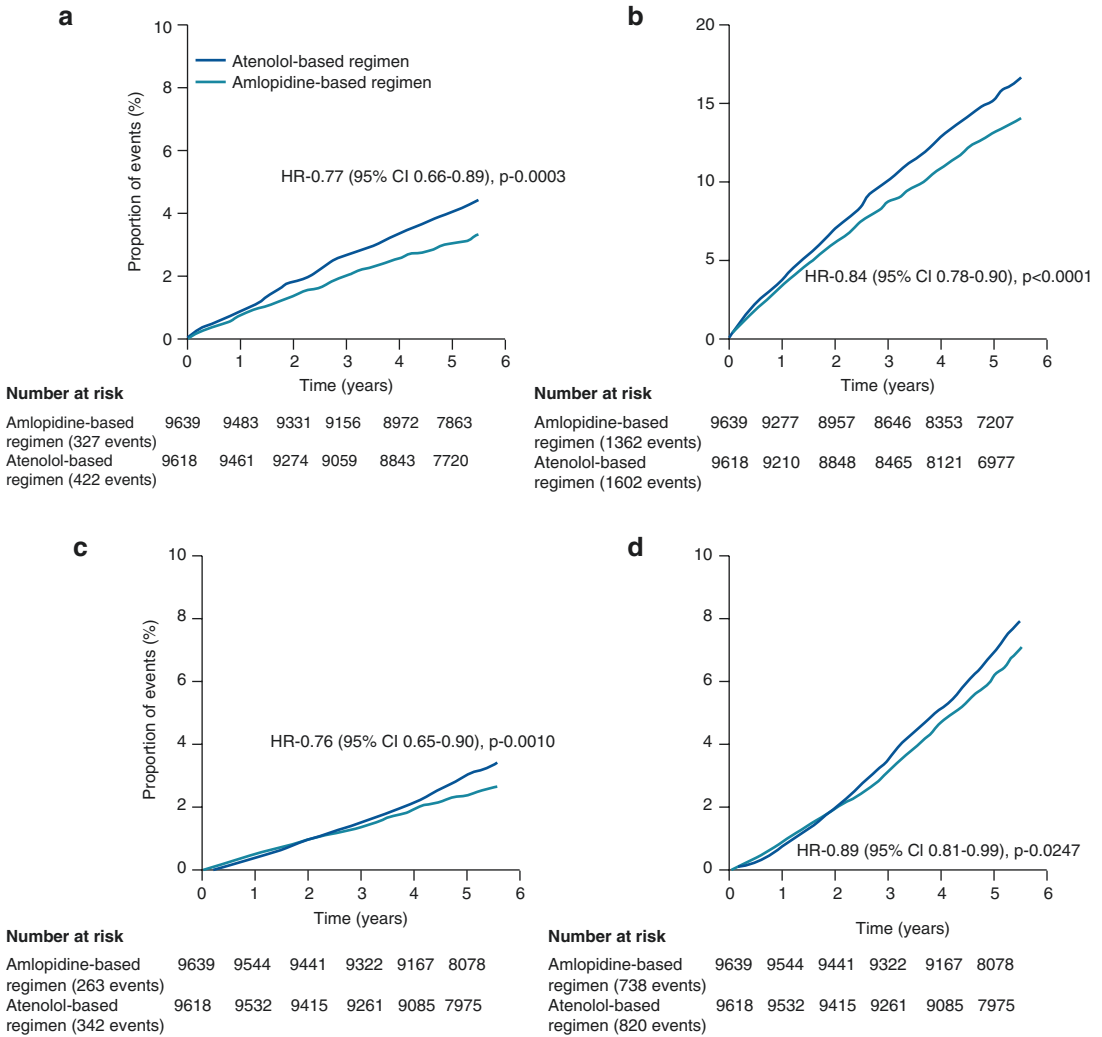 a
10
8
6
4
2
0
Proportion of events (%)
Atenolol-based regimen
Amlopidine-based regimen
HR-0.77 (95% CI 0.66-0.89), p-0.0003
0 1 2 3 4 5 6
Time (years)
Number at risk
Amlopidine-based 9639 9483 9331 9156 8972 7863
regimen (327 events)
Atenolol-based 9618 9461 9274 9059 8843 7720
regimen (422 events)
b
20
15
10
5
0
HR-0.84 (95% CI 0.78-0.90), p<0.0001
0 1 2 3 4 5 6
Time (years)
Number at risk
Amlopidine-based 9639 9277 8957 8646 8353 7207
regimen (1362 events)
Atenolol-based 9618 9210 8848 8465 8121 6977
regimen (1602 events)
c
10
8
6
4
2
0
Proportion of events (%)
HR-0.76 (95% CI 0.65-0.90), p-0.0010
0 1 2 3 4 5 6
Time (years)
Number at risk
Amlopidine-based 9639 9544 9441 9322 9167 8078
regimen (263 events)
Atenolol-based 9618 9532 9415 9261 9085 7975
regimen (342 events)
d
10
8
6
4
2
0
HR-0.89 (95% CI 0.81-0.99), p-0.0247
0 1 2 3 4 5 6
Time (years)
Number at risk
Amlopidine-based 9639 9544 9441 9322 9167 8078
regimen (738 events)
Atenolol-based 9618 9532 9415 9261 9085 7975
regimen (820 events)